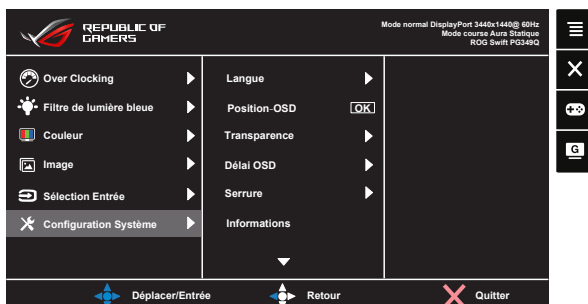 REPUBLIC OF
GAMERS
Mode normal DisplayPort 3440x1440@ 60Hz
Mode course Aura Statique
ROG Swift PG349Q
Over Clocking
Filtre de lumière bleue
Couleur
Image
Sélection Entrée
Configuration Système
Langue
Position-OSD
OK
Transparence
Délai OSD
Serrure
Informations
Déplacer/Entrée
Retour
Quitter
G